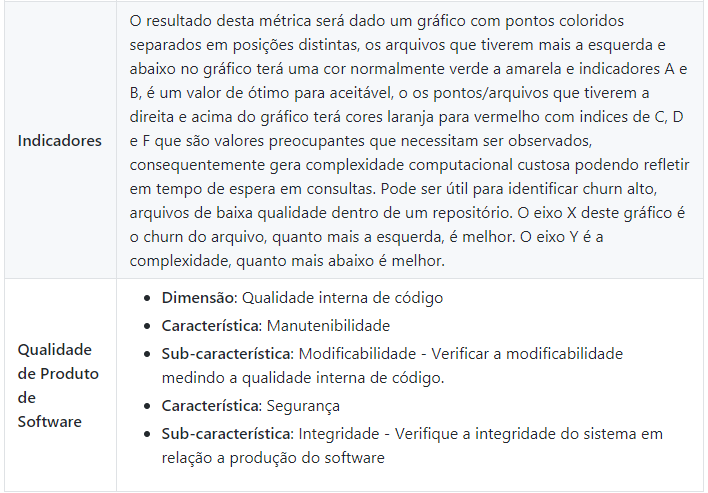 Indicadores
O resultado desta métrica será dado um gráfico com pontos coloridos
separados em posições distintas, os arquivos que tiverem mais a esquerda e
abaixo no gráfico terá uma cor normalmente verde a amarela e indicadores A e
B, é um valor de ótimo para aceitável, o os pontos/arquivos que tiverem a
direita e acima do gráfico terá cores laranja para vermelho com indices de C, D
e F que são valores preocupantes que necessitam ser observados,
consequentemente gera complexidade computacional custosa podendo refletir
em tempo de espera em consultas. Pode ser útil para identificar churn alto,
arquivos de baixa qualidade dentro de um repositório. O eixo X deste gráfico é
o churn do arquivo, quanto mais a esquerda, é melhor. O eixo Y é a
complexidade, quanto mais abaixo é melhor.
Qualidade
de Produto
de
Software
• Dimensão: Qualidade interna de código
• Característica: Manutenibilidade
• Sub-característica: Modificabilidade - Verificar a modificabilidade
medindo a qualidade interna de código.
• Característica: Segurança
• Sub-característica: Integridade - Verifique a integridade do sistema em
relação a produção do software